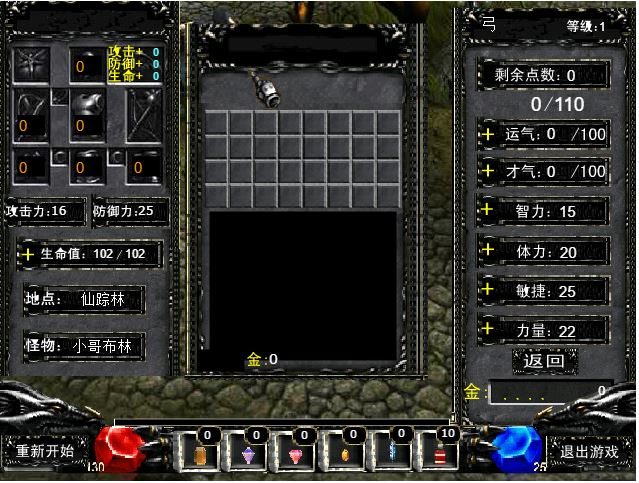 攻击+ 0
防御+ 0
生命+ 0
0
0 0
0 0 0
攻击力:16 防御力:25
+ 生命值: 102/102
地点: 仙踪林
怪物: 小哥布林
金:0
弓 等级:1
剩余点数: 0
0/110
+ 运气: 0 /100
+ 才气: 0 /100
+ 智力: 15
+ 体力: 20
+ 敏捷: 25
+ 力量: 22
返回
金: .... 0
重新开始
130
0 0 0 0 0 10
25
退出游戏